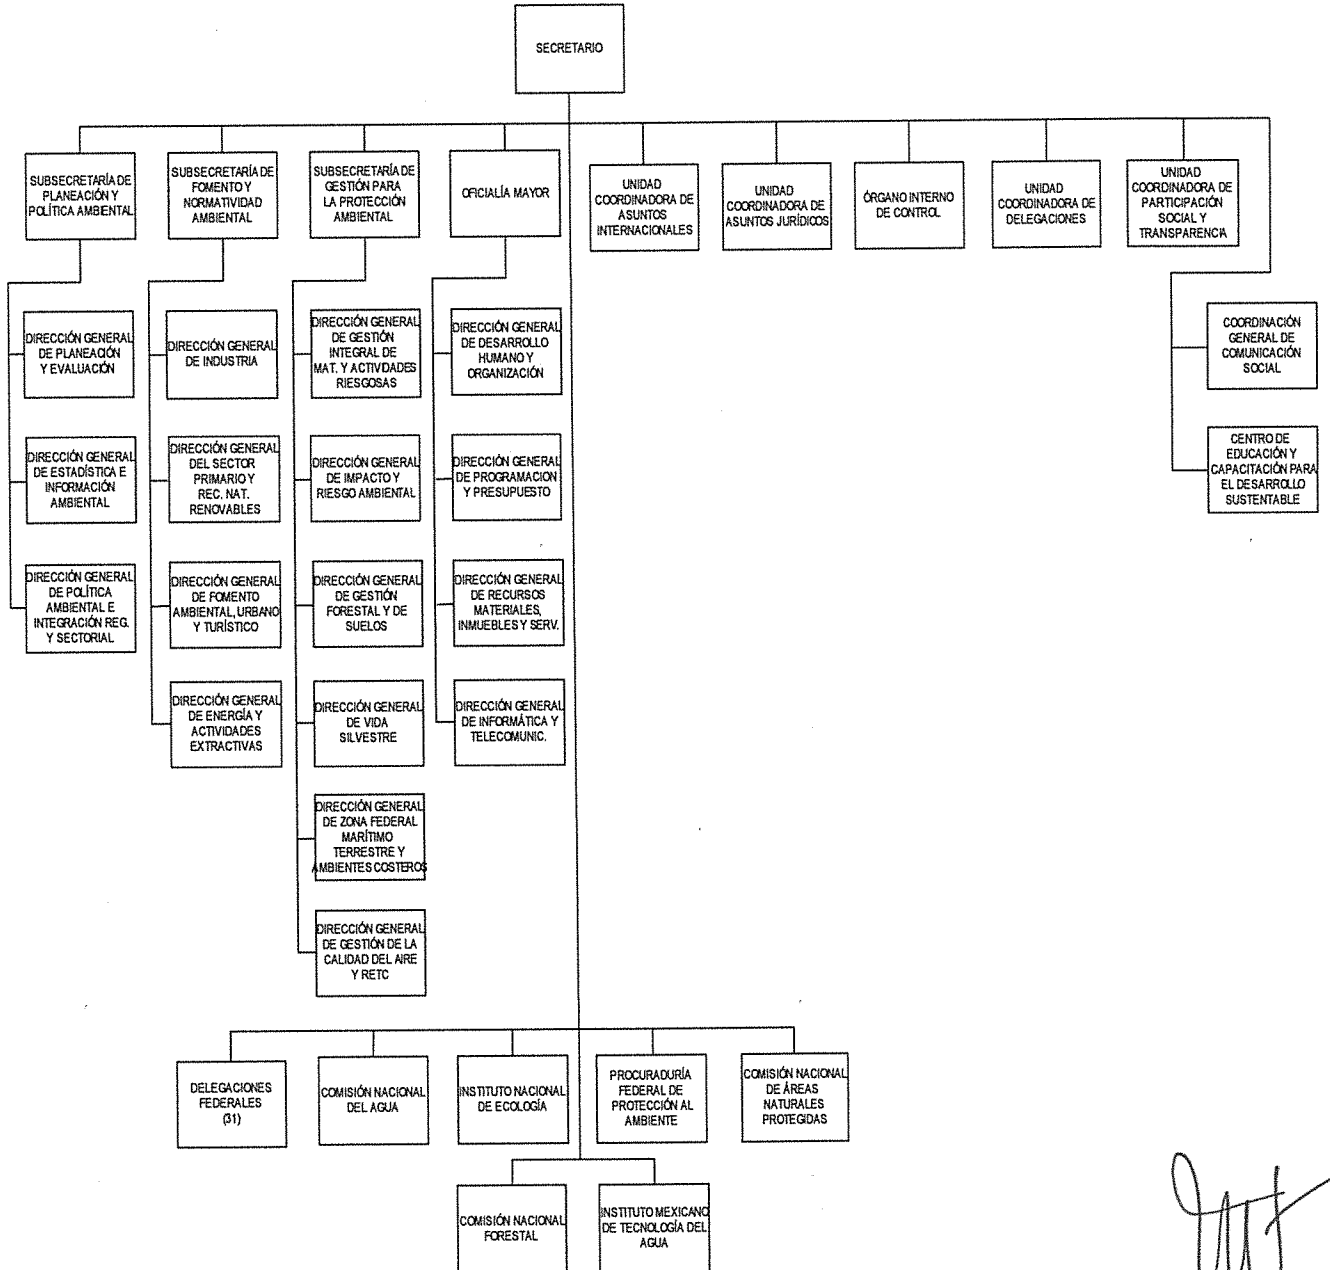 SECRETARIO
SUBSECRETARÍA DE
PLANEACIÓN Y
POLÍTICA AMBIENTAL
SUBSECRETARÍA DE
FOMENTO Y
NORMATIVIDAD
AMBIENTAL
SUBSECRETARÍA DE
GESTIÓN PARA
LA PROTECCIÓN
AMBIENTAL
OFICIALÍA MAYOR
UNIDAD
COORDINADORA DE
ASUNTOS
INTERNACIONALES
UNIDAD
COORDINADORA DE
ASUNTOS JURÍDICOS
ÓRGANO INTERNO
DE CONTROL
UNIDAD
COORDINADORA DE
DELEGACIONES
UNIDAD
COORDINADORA DE
PARTICIPACIÓN
SOCIAL Y
TRANSPARENCIA
DIRECCIÓN GENERAL
DE PLANEACIÓN
Y EVALUACIÓN
DIRECCIÓN GENERAL
DE INDUSTRIA
DIRECCIÓN GENERAL
DE GESTIÓN
INTEGRAL DE
MAT. Y ACTIVIDADES
RIESGOSAS
DIRECCIÓN GENERAL
DE DESARROLLO
HUMANO Y
ORGANIZACIÓN
COORDINACIÓN
GENERAL DE
COMUNICACIÓN
SOCIAL
DIRECCIÓN GENERAL
DE ESTADÍSTICA E
INFORMACIÓN
AMBIENTAL
DIRECCIÓN GENERAL
DEL SECTOR
PRIMARIO Y
REC. NAT.
RENOVABLES
DIRECCIÓN GENERAL
DE IMPACTO Y
RIESGO AMBIENTAL
DIRECCIÓN GENERAL
DE PROGRAMACION
Y PRESUPUESTO
CENTRO DE
EDUCACIÓN Y
CAPACITACIÓN PARA
EL DESARROLLO
SUSTENTABLE
DIRECCIÓN GENERAL
DE POLÍTICA
AMBIENTAL E
INTEGRACIÓN REG.
Y SECTORIAL
DIRECCIÓN GENERAL
DE FOMENTO
AMBIENTAL, URBANO
Y TURÍSTICO
DIRECCIÓN GENERAL
DE GESTIÓN
FORESTAL Y DE
SUELOS
DIRECCIÓN GENERAL
DE RECURSOS
MATERIALES,
INMUEBLES Y SERV.
DIRECCIÓN GENERAL
DE ENERGÍA Y
ACTIVIDADES
EXTRACTIVAS
DIRECCIÓN GENERAL
DE VIDA
SILVESTRE
DIRECCIÓN GENERAL
DE INFORMÁTICA Y
TELECOMUNIC.
DIRECCIÓN GENERAL
DE ZONA FEDERAL
MARÍTIMO
TERRESTRE Y
AMBIENTES COSTEROS
DIRECCIÓN GENERAL
DE GESTIÓN DE LA
CALIDAD DEL AIRE
Y RETC
DELEGACIONES
FEDERALES
(31)
COMISIÓN NACIONAL
DEL AGUA
INSTITUTO NACIONAL
DE ECOLOGÍA
PROCURADURÍA
FEDERAL DE
PROTECCIÓN AL
AMBIENTE
COMISIÓN NACIONAL
DE ÁREAS
NATURALES
PROTEGIDAS
COMISIÓN NACIONAL
FORESTAL
INSTITUTO MEXICANO
DE TECNOLOGÍA DEL
AGUA